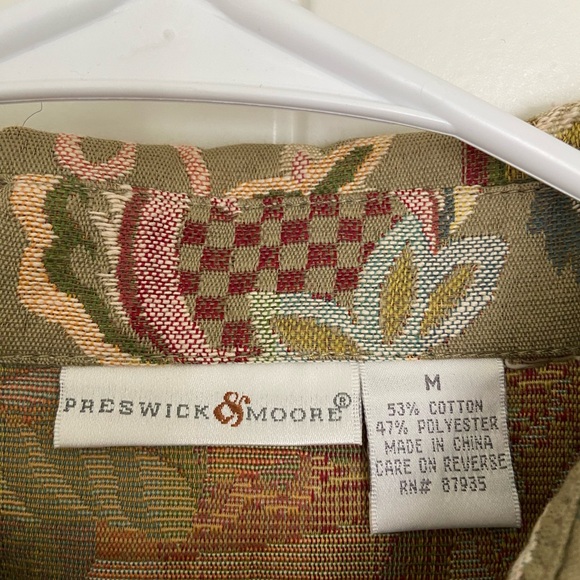 PRESWICK & MOORE®
M
53% COTTON
47% POLYESTER
MADE IN CHINA
CARE ON REVERSE
RN# 87935